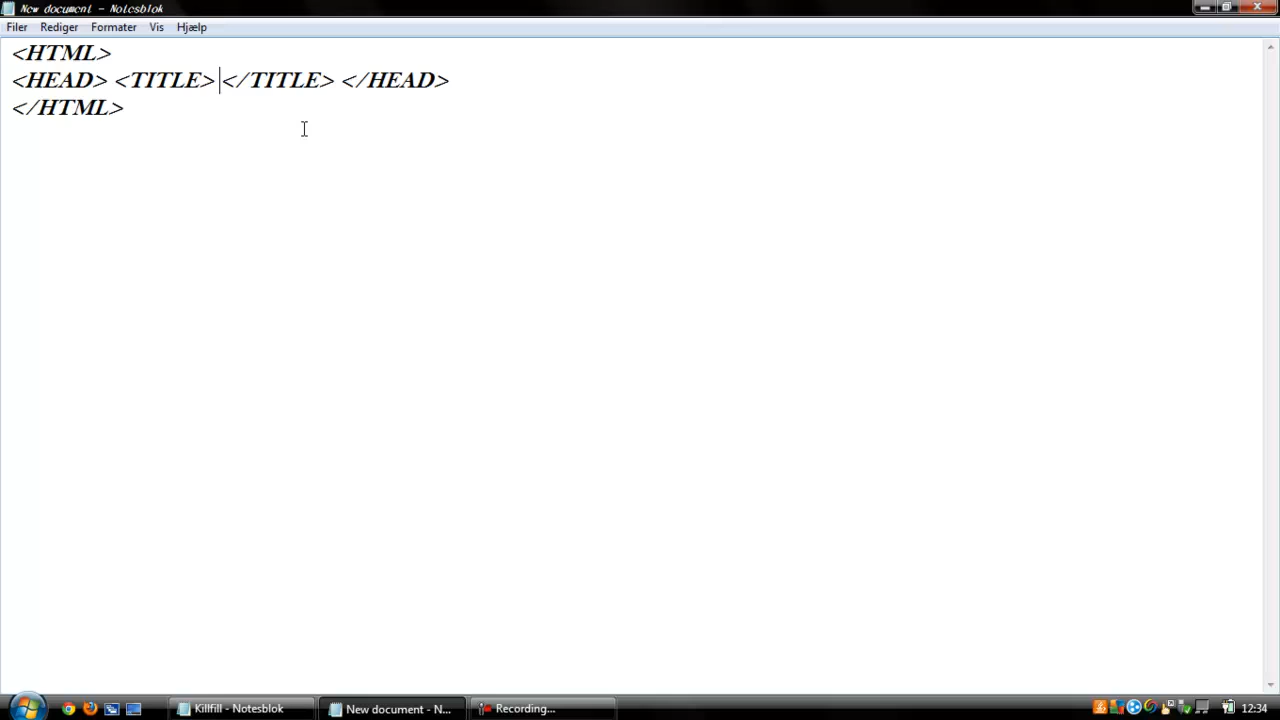 New document - Notesblok
Filer Rediger Formater Vis Hjælp
<HTML>
<HEAD> <TITLE> </TITLE> </HEAD>
</HTML>
Killfill - Notesblok New document - N... Recording... 12:34